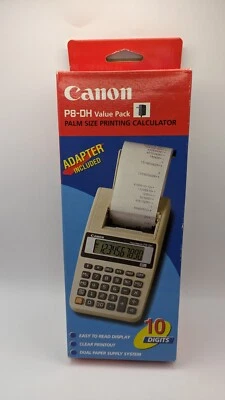 Canon
P8-DH Value Pack
PALM SIZE PRINTING CALCULATOR
ADAPTER
INCLUDED
Canon
1234567890
10
DIGITS
• EASY-TO-READ DISPLAY
• CLEAR PRINTOUT
• DUAL PAPER SUPPLY SYSTEM